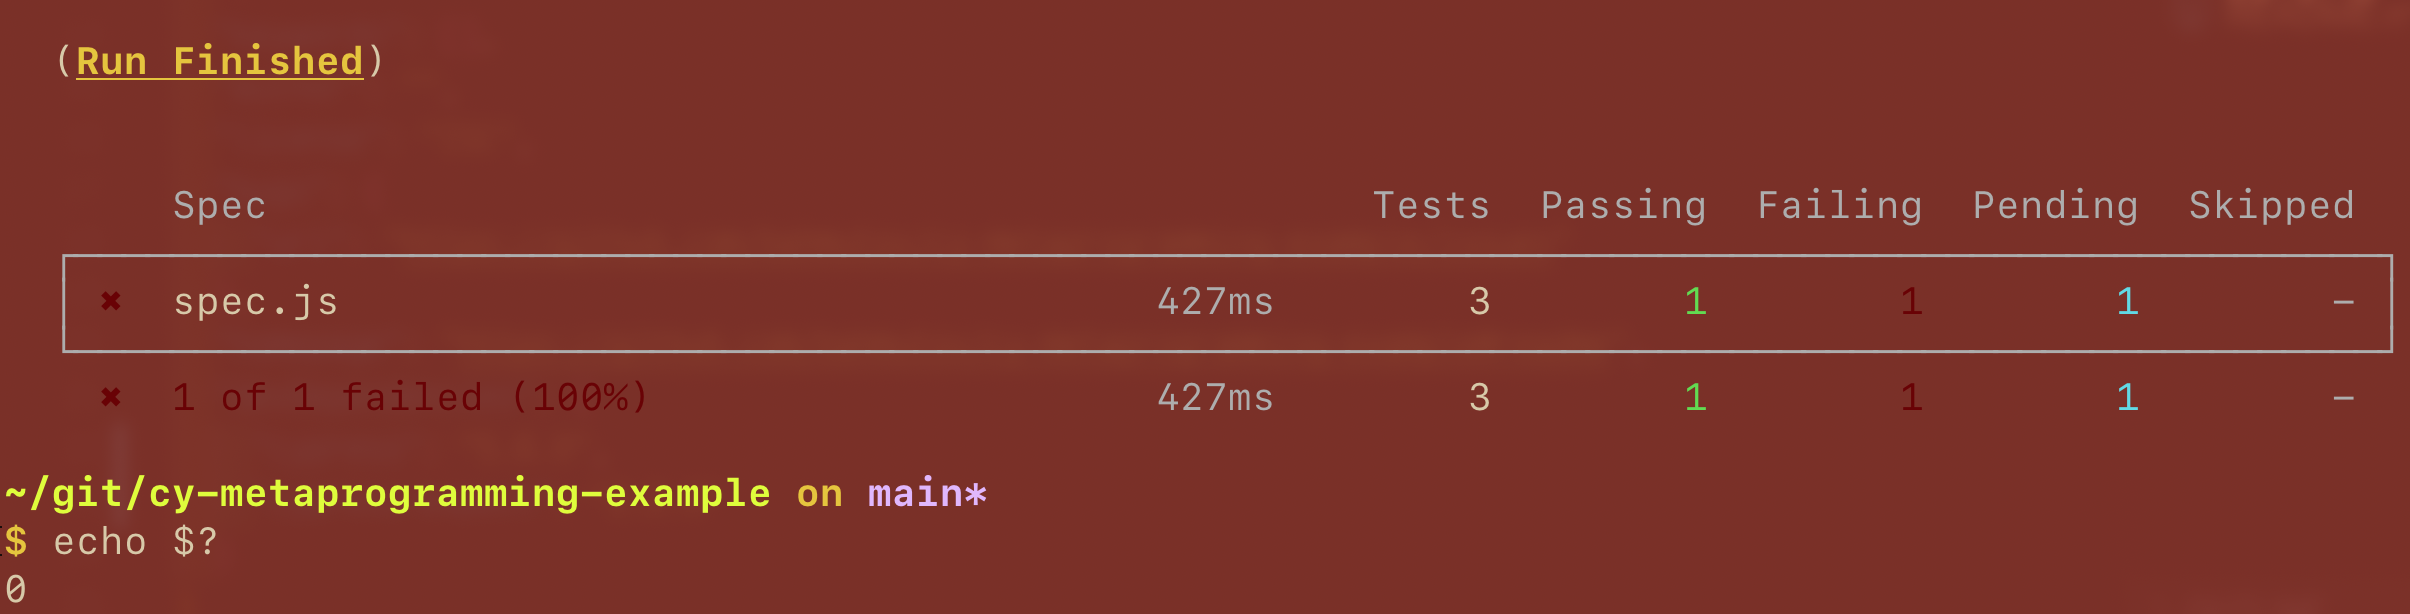 (Run Finished)
Spec Tests Passing Failing Pending Skipped
✖ spec.js 427ms 3 1 1 1 –
✖ 1 of 1 failed (100%) 427ms 3 1 1 1 –
~/git/cy-metaprogramming-example on main*
$ echo $?
0